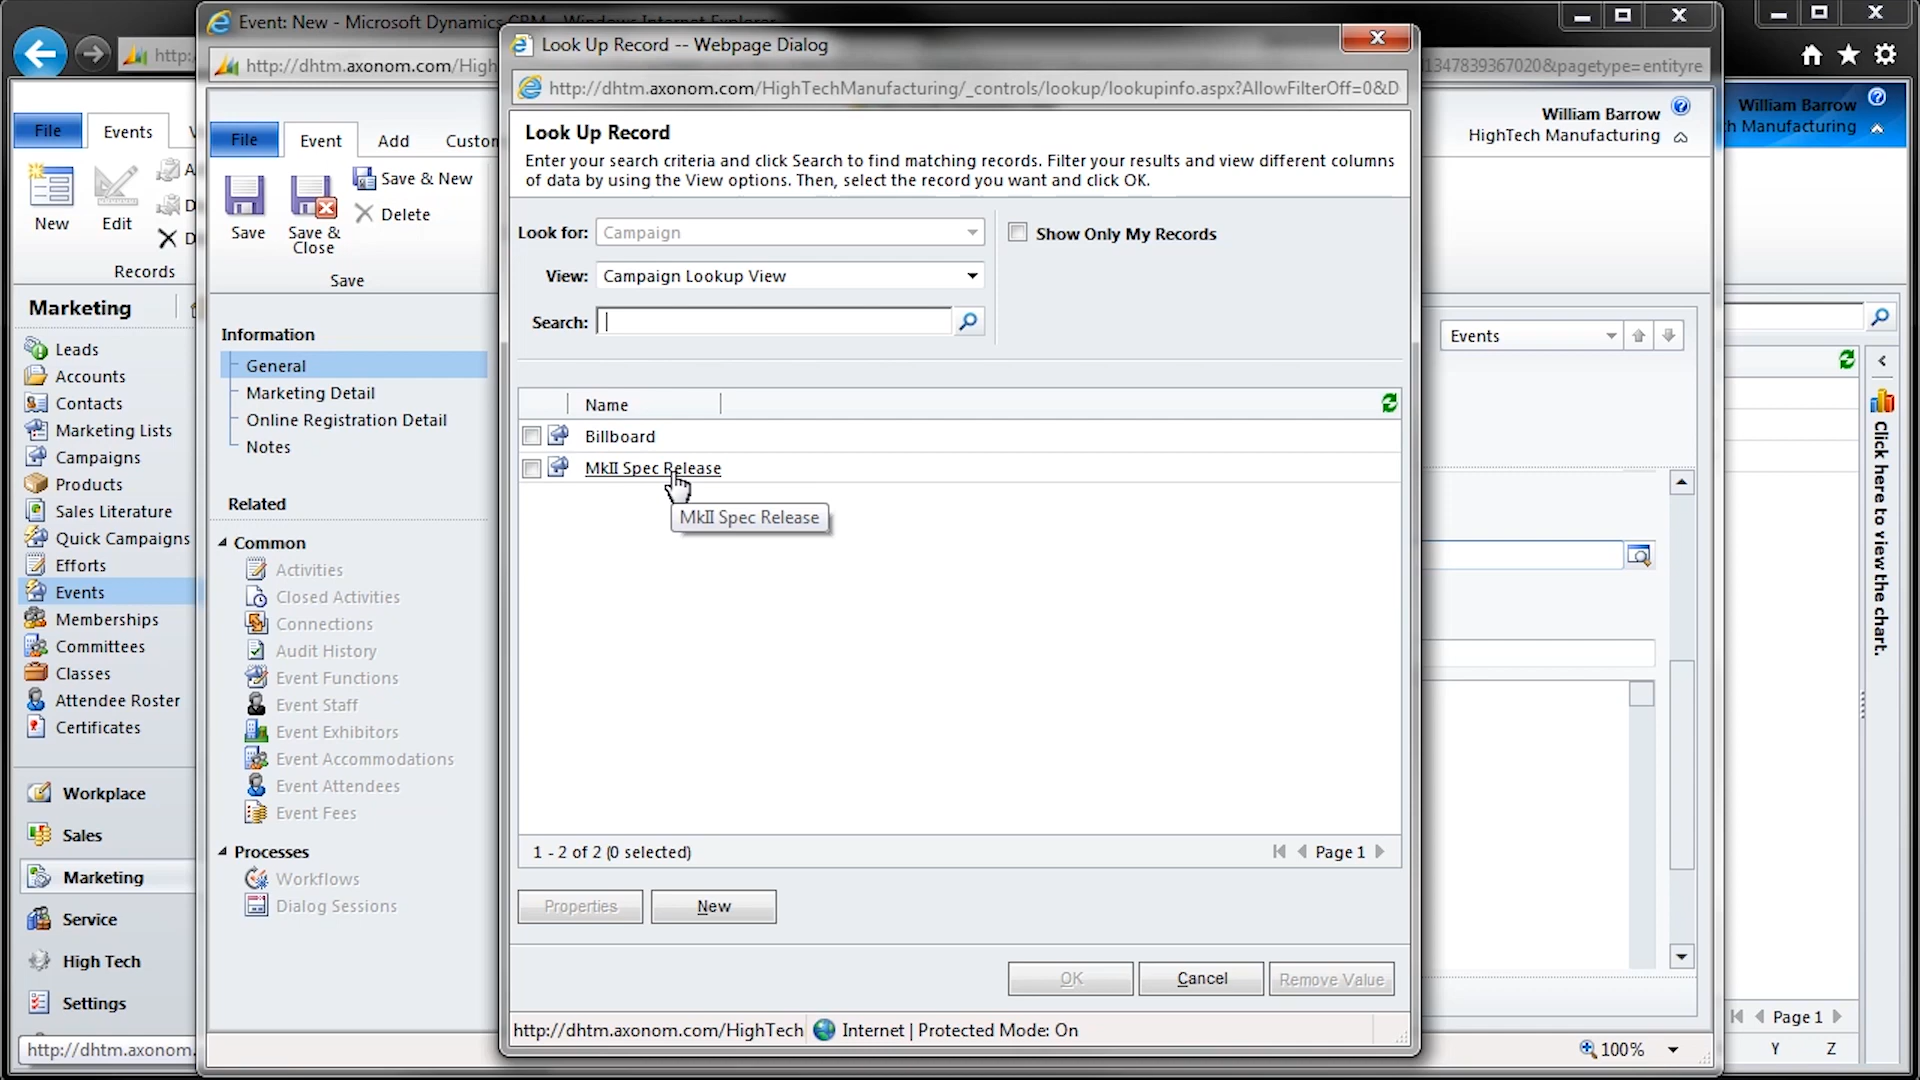 Event: New - Microsoft Dynamics CRM - Windows Internet Explorer
http:
http://dhtm.axonom.com/High
13478393670208&pagetype=entityre
File
Events
New
Edit
Records
Marketing
Leads
Accounts
Contacts
Marketing Lists
Campaigns
Products
Sales Literature
Quick Campaigns
Efforts
Events
Memberships
Committees
Classes
Attendee Roster
Certificates
Workplace
Sales
Marketing
Service
High Tech
Settings
http://dhtm.axonom.
File
Event
Add
Custon
Save
Save &
Close
Save & New
Delete
Save
Information
General
Marketing Detail
Online Registration Detail
Notes
Related
Common
Activities
Closed Activities
Connections
Audit History
Event Functions
Event Staff
Event Exhibitors
Event Accommodations
Event Attendees
Event Fees
Processes
Workflows
Dialog Sessions
Look Up Record -- Webpage Dialog
http://dhtm.axonom.com/HighTechManufacturing/_controls/lookup/lookupinfo.aspx?AllowFilterOff=0&D
Look Up Record
Enter your search criteria and click Search to find matching records. Filter your results and view different columns
of data by using the View options. Then, select the record you want and click OK.
Look for: Campaign
Show Only My Records
View: Campaign Lookup View
Search:
Name
Billboard
MkII Spec Release
MkII Spec Release
1 - 2 of 2 (0 selected)
Page 1
Properties
New
OK
Cancel
Remove Value
http://dhtm.axonom.com/HighTech
Internet | Protected Mode: On
William Barrow
HighTech Manufacturing
Events
100%
William Barrow
h Manufacturing
Click here to view the chart.
Page 1
Y
Z